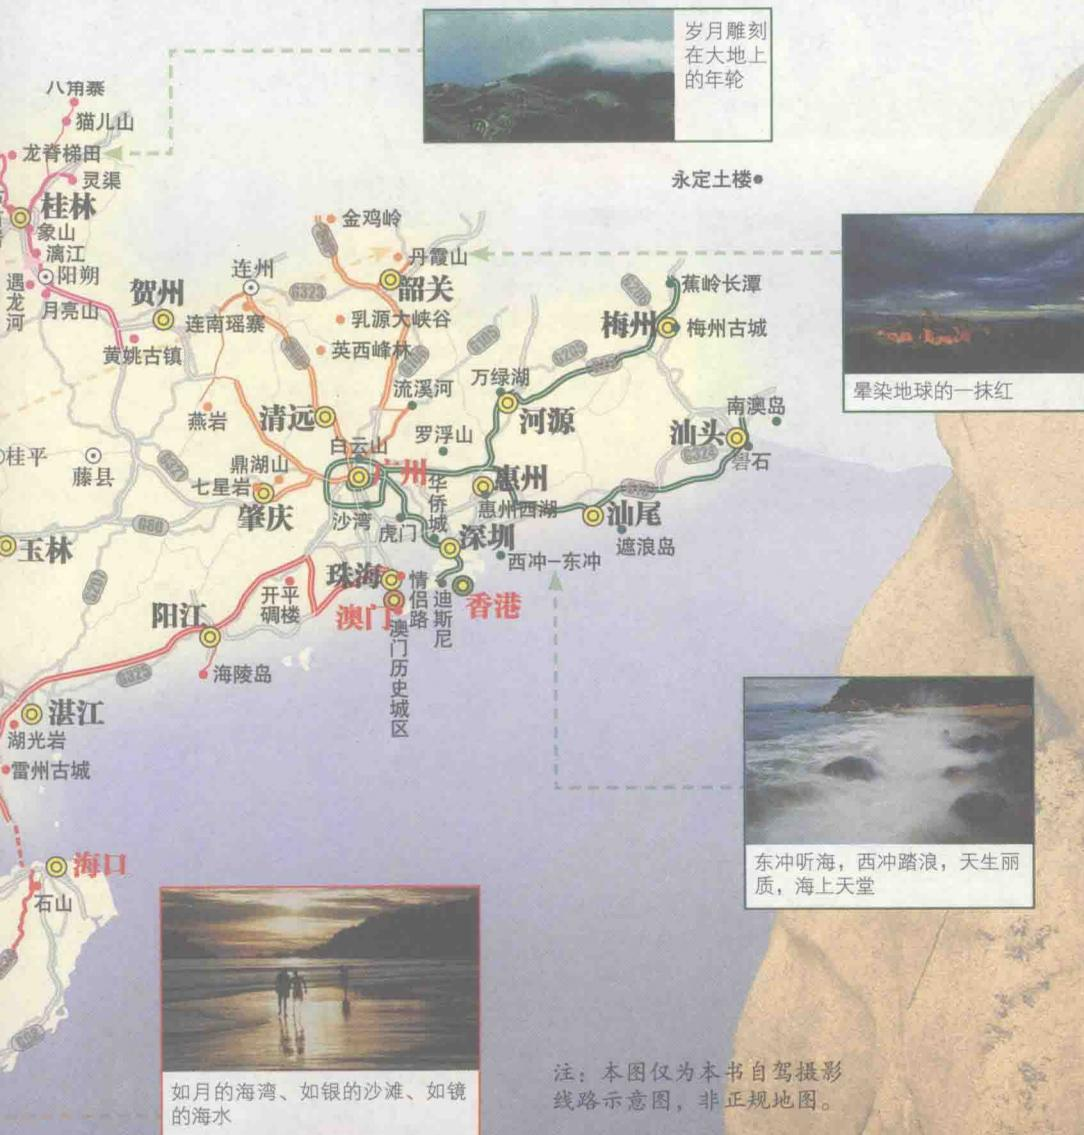 岁月雕刻
在大地上
的年轮
八角寨
猫儿山
龙脊梯田
灵渠
桂林
象山
漓江
阳朔
遇龙河
月亮山
永定土楼
金鸡岭
丹霞山
连州
韶关
G323
贺州
连南瑶寨
乳源大峡谷
黄姚古镇
英西峰林
蕉岭长潭
G205
梅州
梅州古城
G105
G205
晕染地球的一抹红
流溪河
万绿湖
河源
燕岩
清远
罗浮山
南澳岛
汕头
G324
礐石
白云山
广州
桂平
藤县
G321
鼎湖山
七星岩
肇庆
惠州
惠州西湖
华侨城
沙湾
虎门
汕尾
遮浪岛
G80
玉林
深圳
西冲—东冲
珠海
情侣路
迪斯尼
香港
澳门
澳门历史城区
开平
碉楼
G207
阳江
海陵岛
G325
湛江
湖光岩
雷州古城
海口
石山
东冲听海，西冲踏浪，天生丽
质，海上天堂
如月的海湾、如银的沙滩、如镜
的海水
注：本图仅为本书自驾摄影
线路示意图，非正规地图。